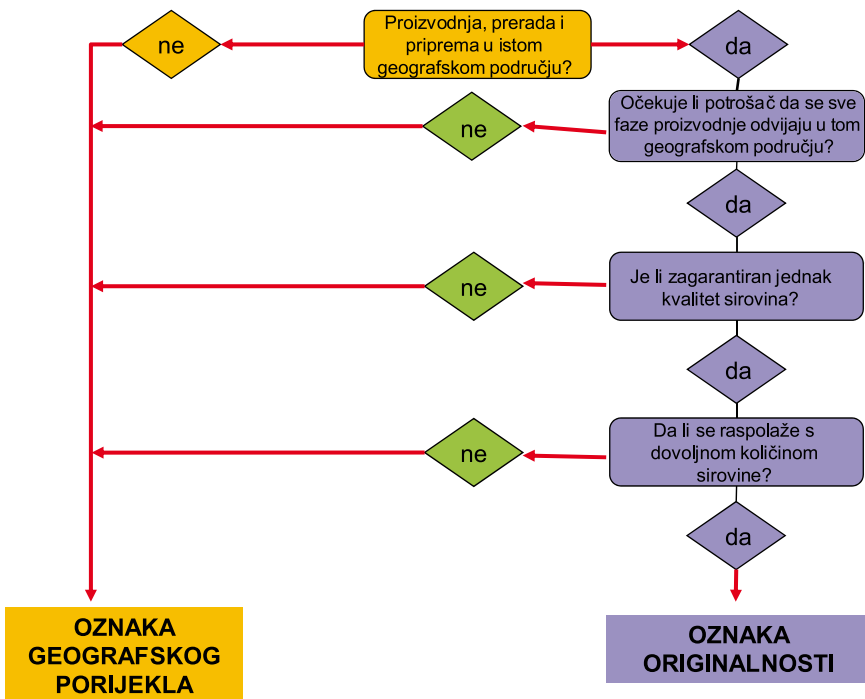 ne
Proizvodnja, prerada i
priprema u istom
geografskom području?
da
Očekuje li potrošač da se sve
faze proizvodnje odvijaju u tom
geografskom području?
ne
da
Je li zagarantiran jednak
kvalitet sirovina?
ne
da
Da li se raspolaže s
dovoljnom količinom
sirovine?
ne
da
OZNAKA
GEOGRAFSKOG
PORIJEKLA
OZNAKA
ORIGINALNOSTI